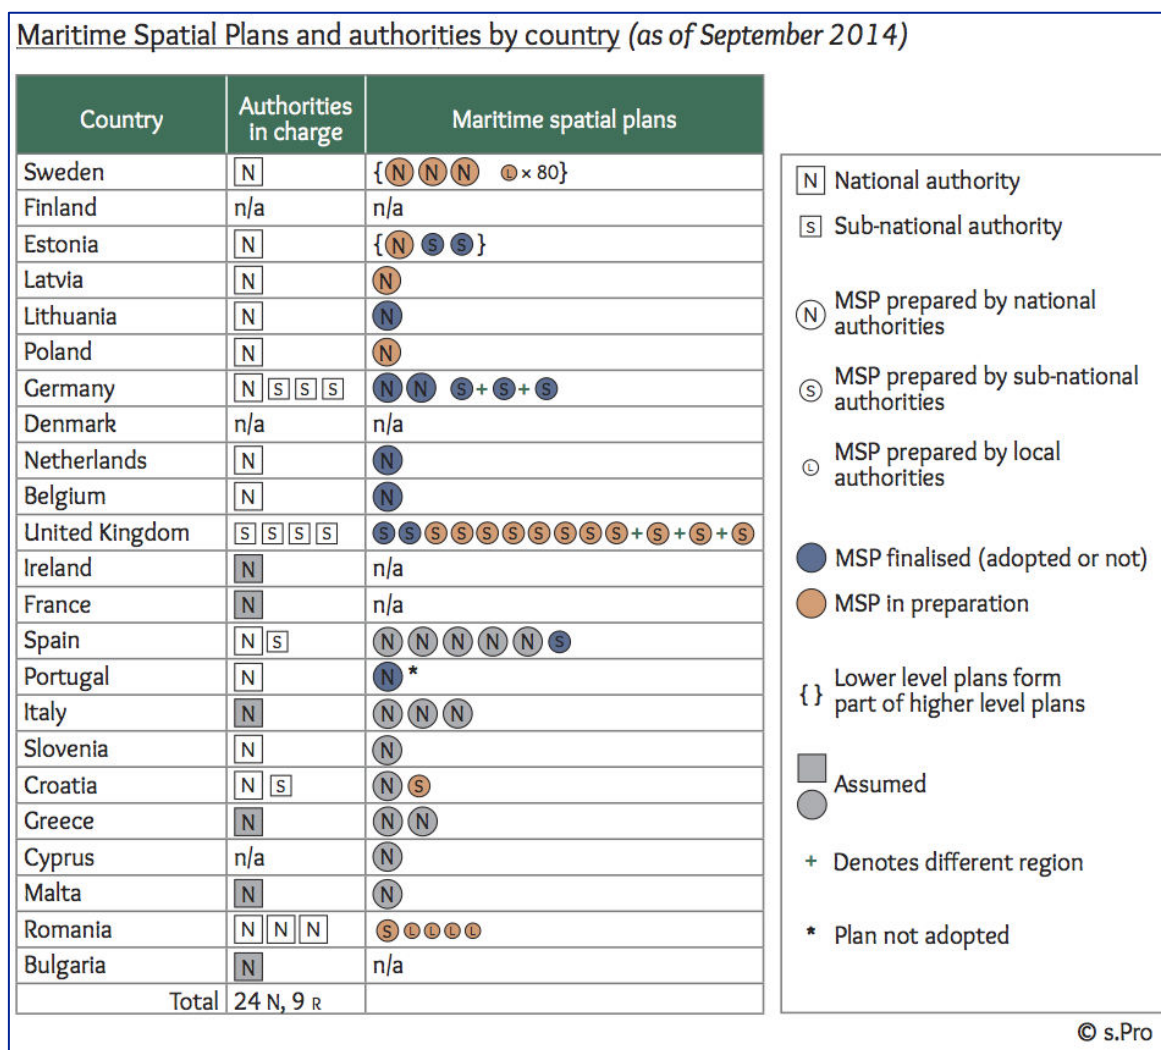 Maritime Spatial Plans and authorities by country (as of September 2014)
Country Authorities in charge Maritime spatial plans
Sweden N {N N N L × 80}
Finland n/a n/a
Estonia N {N S S}
Latvia N N
Lithuania N N
Poland N N
Germany N S S S N N S + S + S
Denmark n/a n/a
Netherlands N N
Belgium N N
United Kingdom S S S S S S S S S S S S S S + S + S + S
Ireland N n/a
France N n/a
Spain N S N N N N N S
Portugal N N *
Italy N N N N
Slovenia N N
Croatia N S N S
Greece N N N
Cyprus n/a N
Malta N N
Romania N N N S L L L L
Bulgaria N n/a
Total 24 N, 9 R
N National authority
S Sub-national authority
N MSP prepared by national
authorities
S MSP prepared by sub-national
authorities
L MSP prepared by local
authorities
MSP finalised (adopted or not)
MSP in preparation
{ } Lower level plans form
part of higher level plans
Assumed
+ Denotes different region
* Plan not adopted
© s.Pro